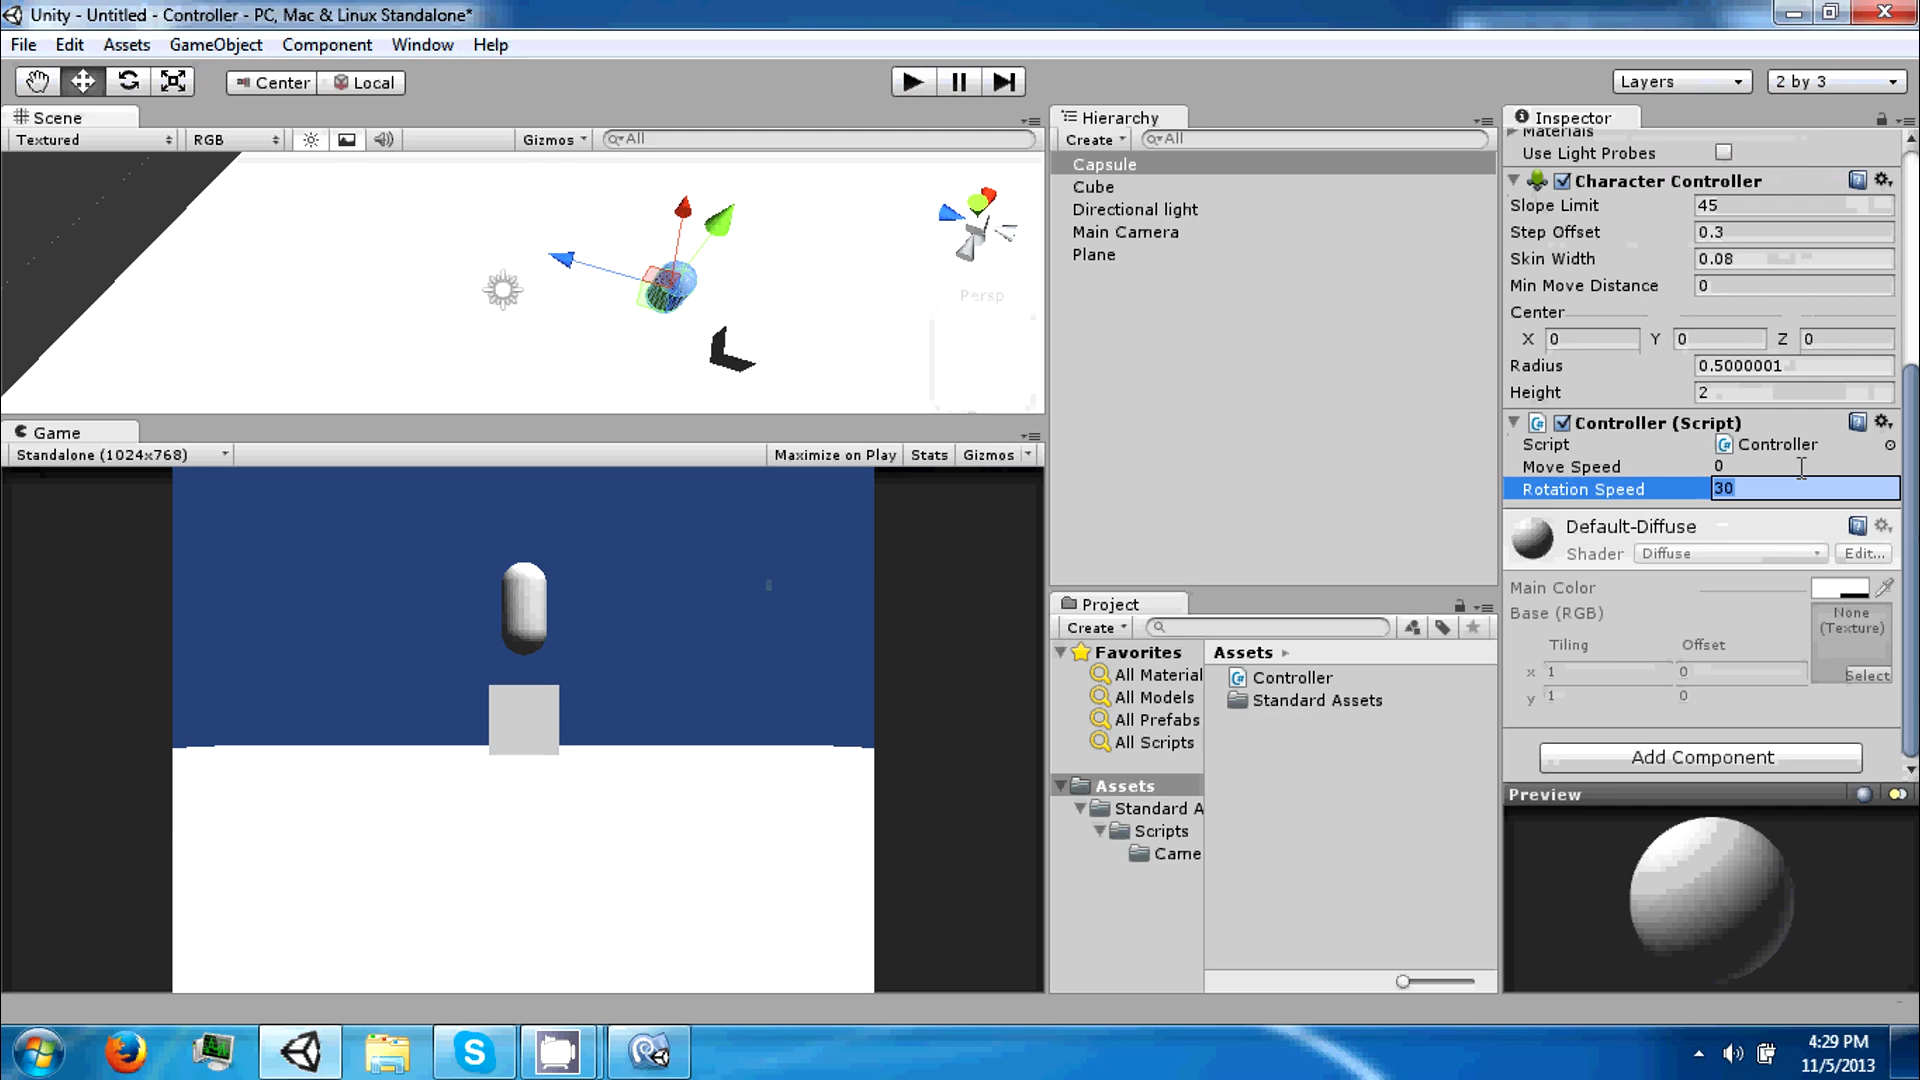 Unity - Untitled - Controller - PC, Mac & Linux Standalone*
File Edit Assets GameObject Component Window Help
Center Local
Layers 2 by 3
Scene
Textured RGB Gizmos All
Persp
Game
Standalone (1024x768) Maximize on Play Stats Gizmos
Hierarchy
Create All
Capsule
Cube
Directional light
Main Camera
Plane
Project
Create
Favorites
All Material
All Models
All Prefabs
All Scripts
Assets
Standard A
Scripts
Came
Assets
Controller
Standard Assets
Inspector
Materials
Use Light Probes
Character Controller
Slope Limit 45
Step Offset 0.3
Skin Width 0.08
Min Move Distance 0
Center
X 0 Y 0 Z 0
Radius 0.5000001
Height 2
Controller (Script)
Script Controller
Move Speed 0
Rotation Speed 30
Default-Diffuse
Shader Diffuse Edit...
Main Color
Base (RGB)
None
(Texture)
Tiling Offset
x 1 0
y 1 0
Select
Add Component
Preview
4:29 PM
11/5/2013